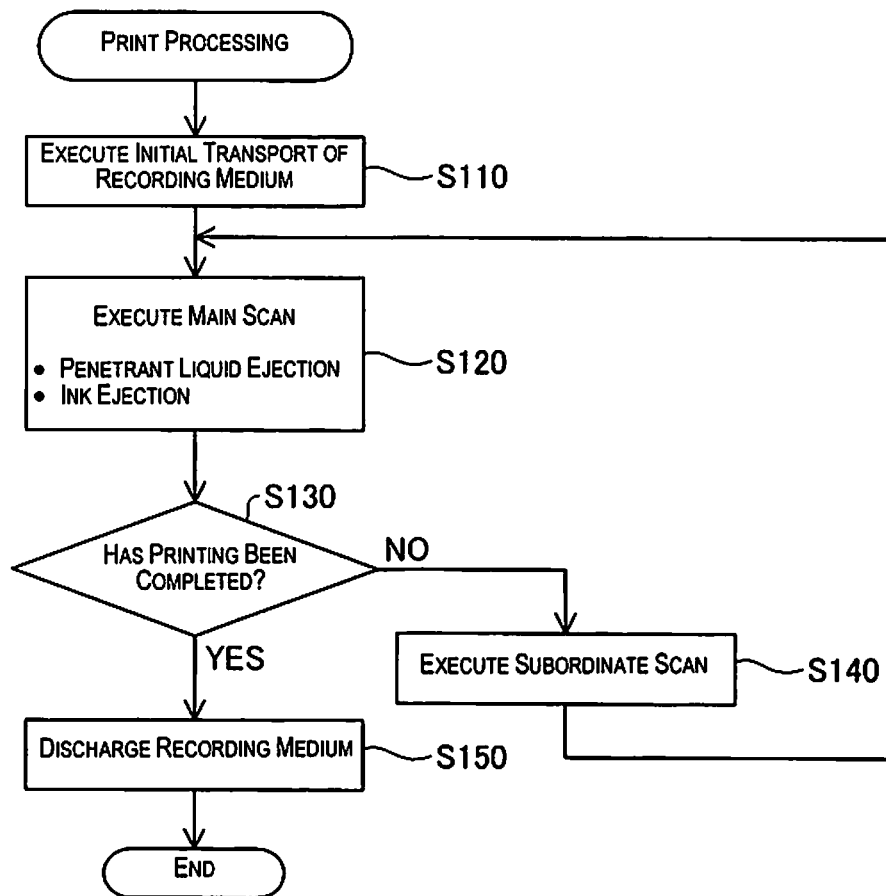 PRINT PROCESSING
EXECUTE INITIAL TRANSPORT OF
RECORDING MEDIUM
S110
EXECUTE MAIN SCAN
• PENETRANT LIQUID EJECTION
• INK EJECTION
S120
S130
HAS PRINTING BEEN
COMPLETED?
NO
YES
EXECUTE SUBORDINATE SCAN
S140
DISCHARGE RECORDING MEDIUM
S150
END